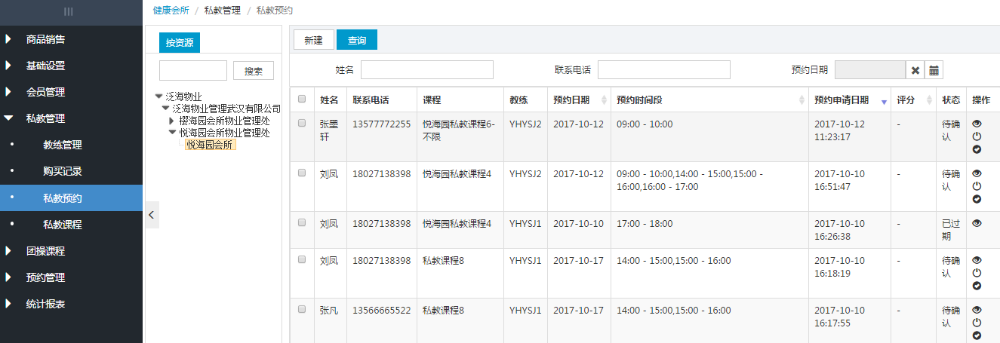 健康会所 / 私教管理 / 私教预约
商品销售
基础设置
会员管理
私教管理
教练管理
购买记录
私教预约
私教课程
团操课程
预约管理
统计报表
按资源
搜索
泛海物业
泛海物业管理武汉有限公司
樱海园会所物业管理处
悦海园会所物业管理处
悦海园会所
新建 查询
姓名 联系电话 预约日期
姓名 联系电话 课程 教练 预约日期 预约时间段 预约申请日期 评分 状态 操作
张墨 13577772255 悦海园私教课程6- YHYSJ2 2017-10-12 09:00 - 10:00 2017-10-12 - 待确
轩 不限 11:23:17 认
刘凤 18027138398 悦海园私教课程4 YHYSJ2 2017-10-12 09:00 - 10:00,14:00 - 15:00,15:00 - 2017-10-10 - 待确
16:00,16:00 - 17:00 16:51:47 认
刘凤 18027138398 悦海园私教课程4 YHYSJ1 2017-10-10 17:00 - 18:00 2017-10-10 - 已过
16:26:38 期
刘凤 18027138398 私教课程8 YHYSJ1 2017-10-17 14:00 - 15:00,15:00 - 16:00 2017-10-10 - 待确
16:18:19 认
张凡 13566665522 私教课程8 YHYSJ1 2017-10-17 14:00 - 15:00,15:00 - 16:00 2017-10-10 - 待确
16:17:55 认